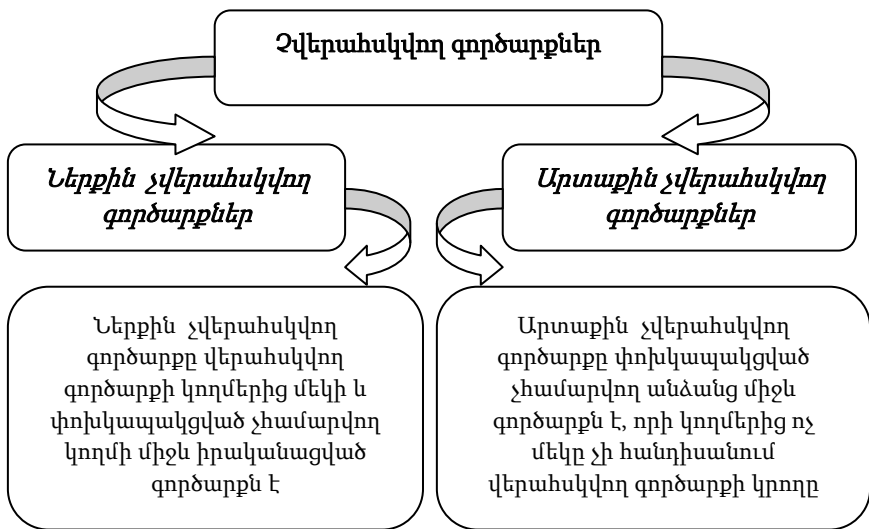 Չվերահսկվող գործարքներ
Ներքին չվերահսկվող
գործարքներ
Արտաքին չվերահսկվող
գործարքներ
Ներքին չվերահսկվող
գործարքը վերահսկվող
գործարքի կողմերից մեկի և
փոխկապակցված չհամարվող
կողմի միջև իրականացված
գործարքն է
Արտաքին չվերահսկվող
գործարքը փոխկապակցված
չհամարվող անձանց միջև
գործարքն է, որի կողմերից ոչ
մեկը չի հանդիսանում
վերահսկվող գործարքի կրողը